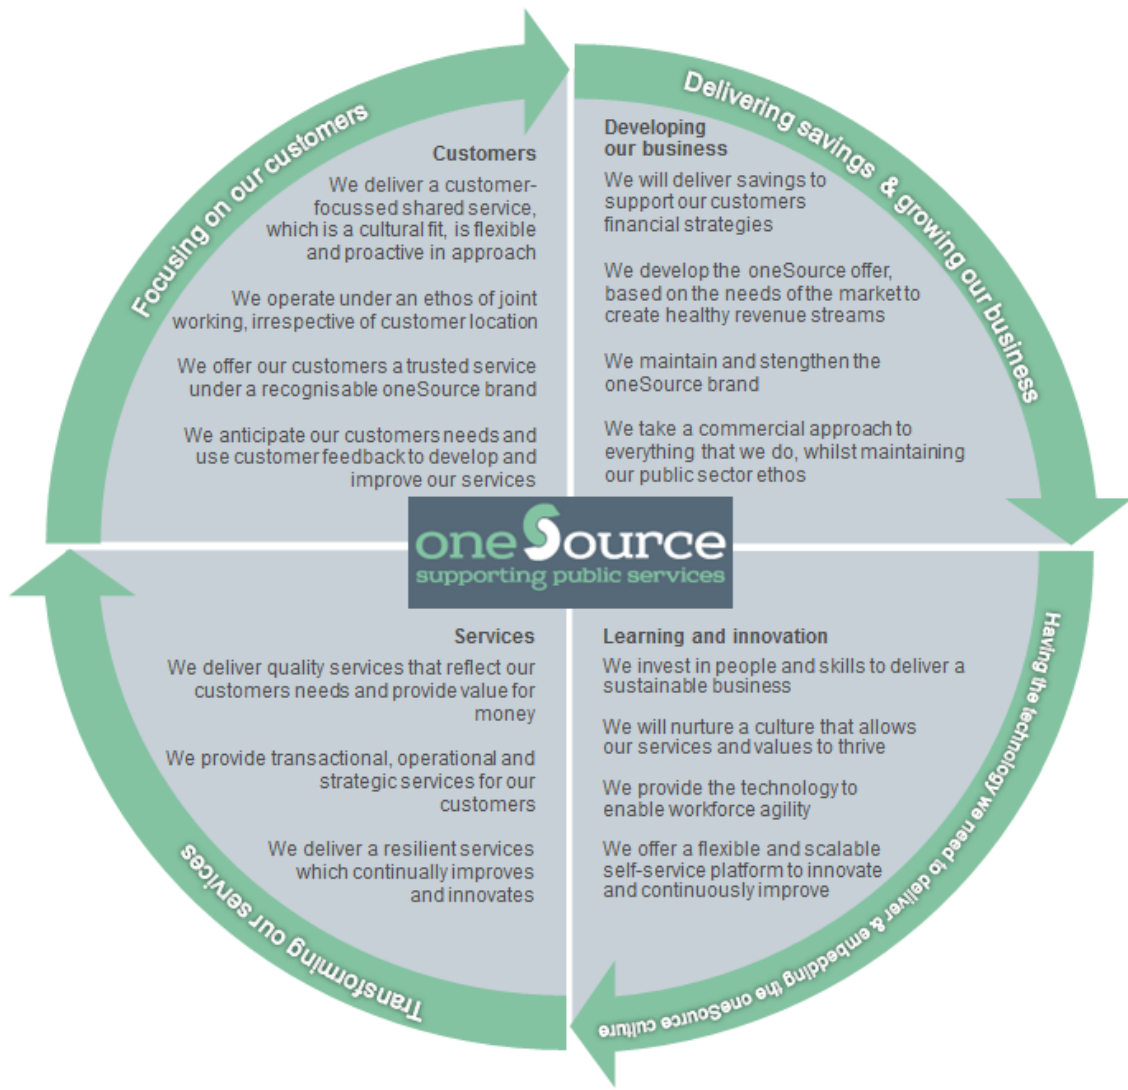 Focusing on our customers
Customers
We deliver a customer-
focussed shared service,
which is a cultural fit, is flexible
and proactive in approach
We operate under an ethos of joint
working, irrespective of customer location
We offer our customers a trusted service
under a recognisable oneSource brand
We anticipate our customers needs and
use customer feedback to develop and
improve our services
Delivering savings & growing our business
Developing
our business
We will deliver savings to
support our customers
financial strategies
We develop the oneSource offer,
based on the needs of the market to
create healthy revenue streams
We maintain and stengthen the
oneSource brand
We take a commercial approach to
everything that we do, whilst maintaining
our public sector ethos
oneSource
supporting public services
Services
We deliver quality services that reflect our
customers needs and provide value for
money
We provide transactional, operational and
strategic services for our
customers
We deliver a resilient services
which continually improves
and innovates
Transforming our services
Learning and innovation
We invest in people and skills to deliver a
sustainable business
We will nurture a culture that allows
our services and values to thrive
We provide the technology to
enable workforce agility
We offer a flexible and scalable
self-service platform to innovate
and continuously improve
Having the technology we need to deliver & embedding the oneSource culture